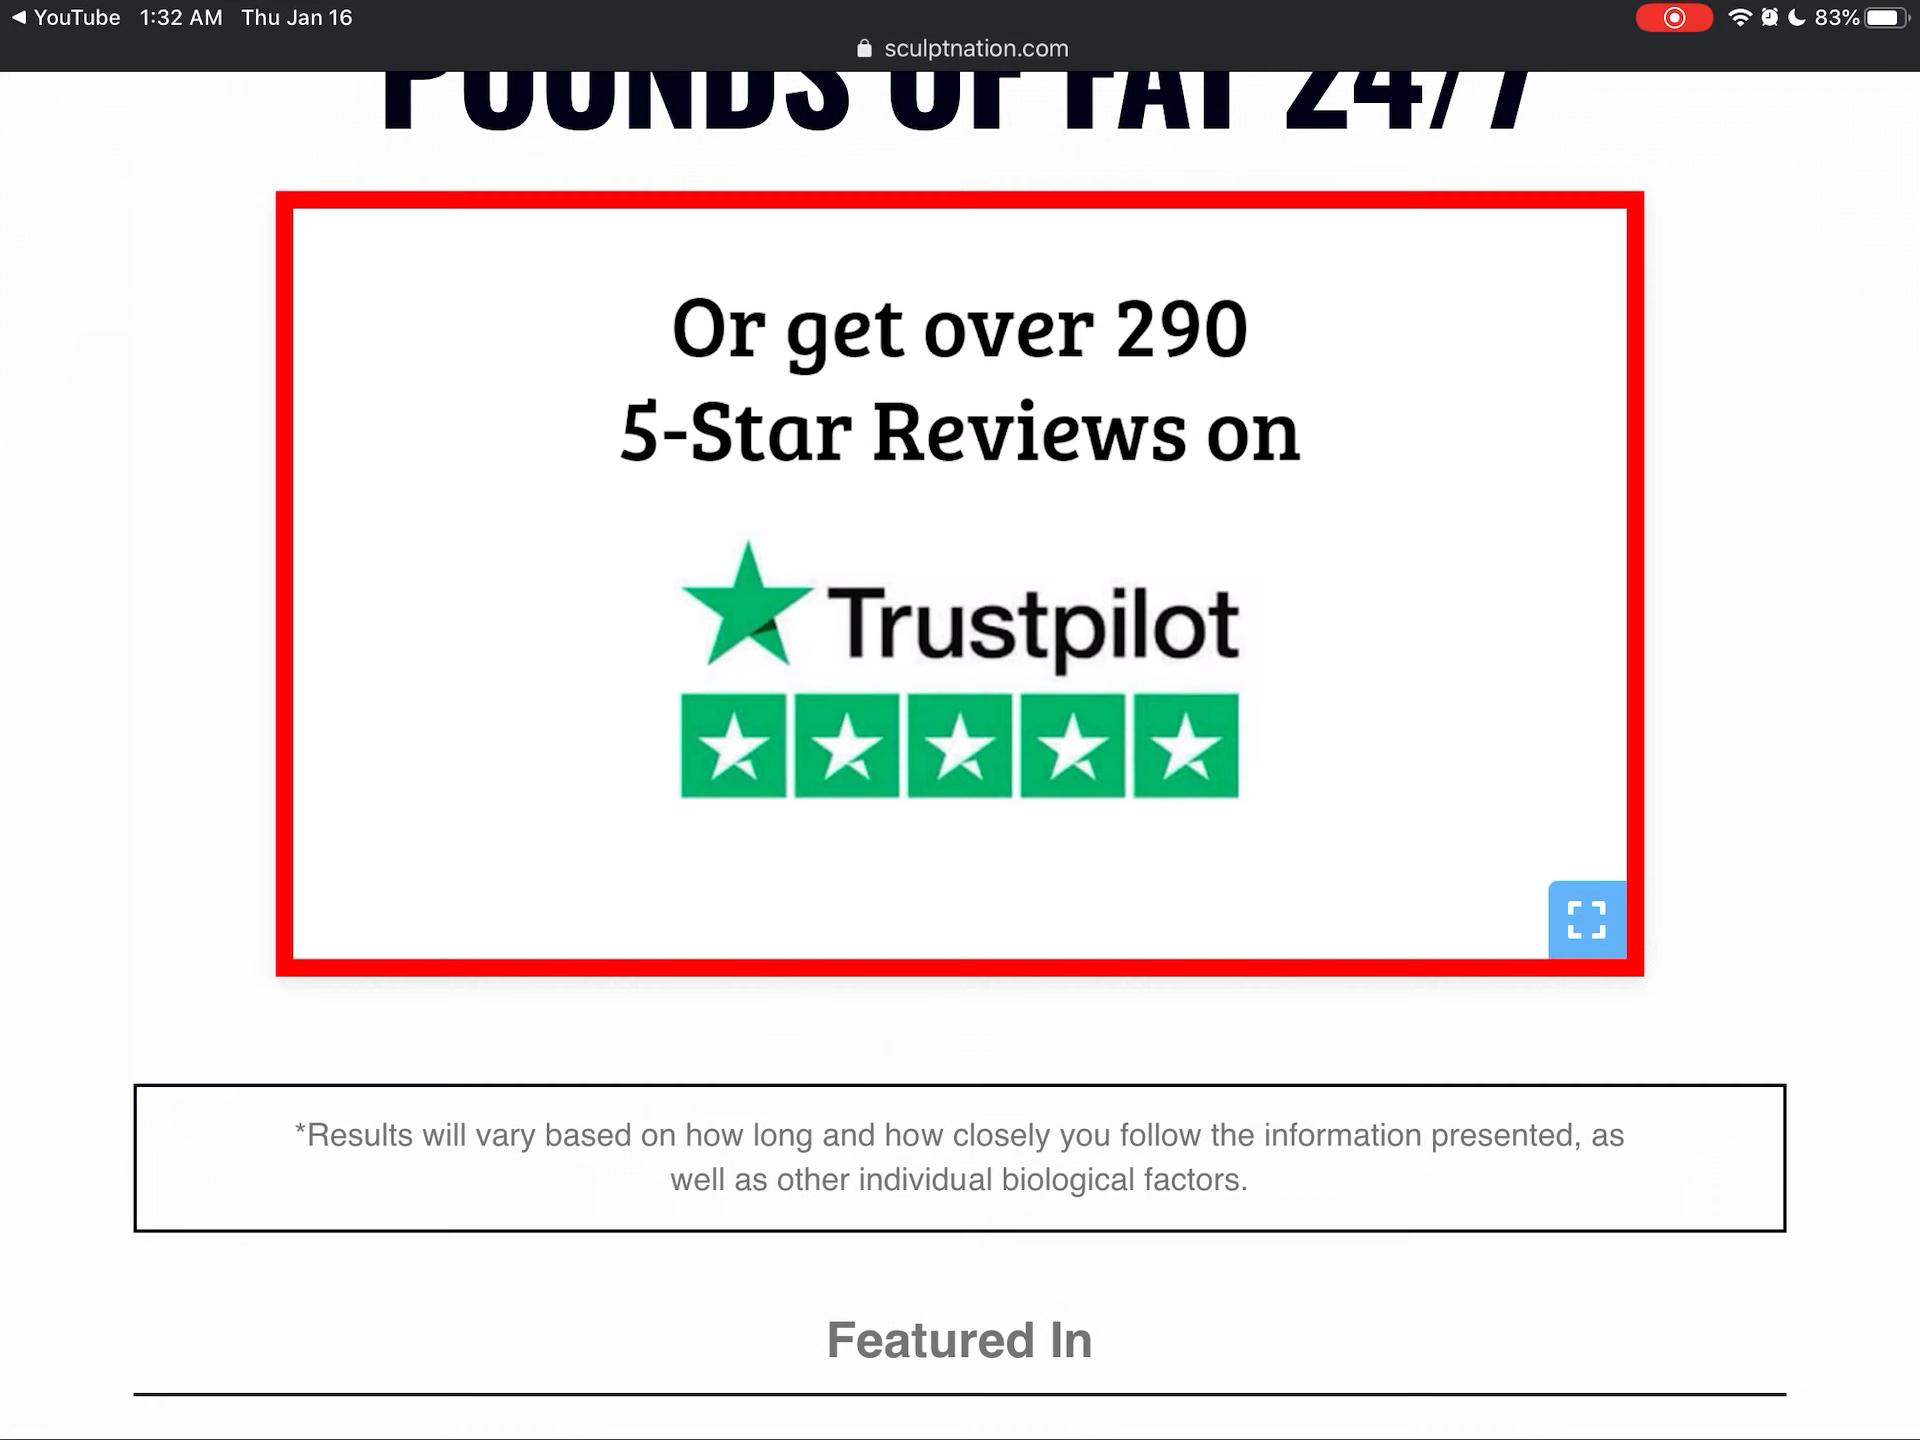 YouTube 1:32 AM Thu Jan 16
83%
sculptnation.com
POUNDS OF FAT 24/7
Or get over 290
5-Star Reviews on
Trustpilot
*Results will vary based on how long and how closely you follow the information presented, as
well as other individual biological factors.
Featured In